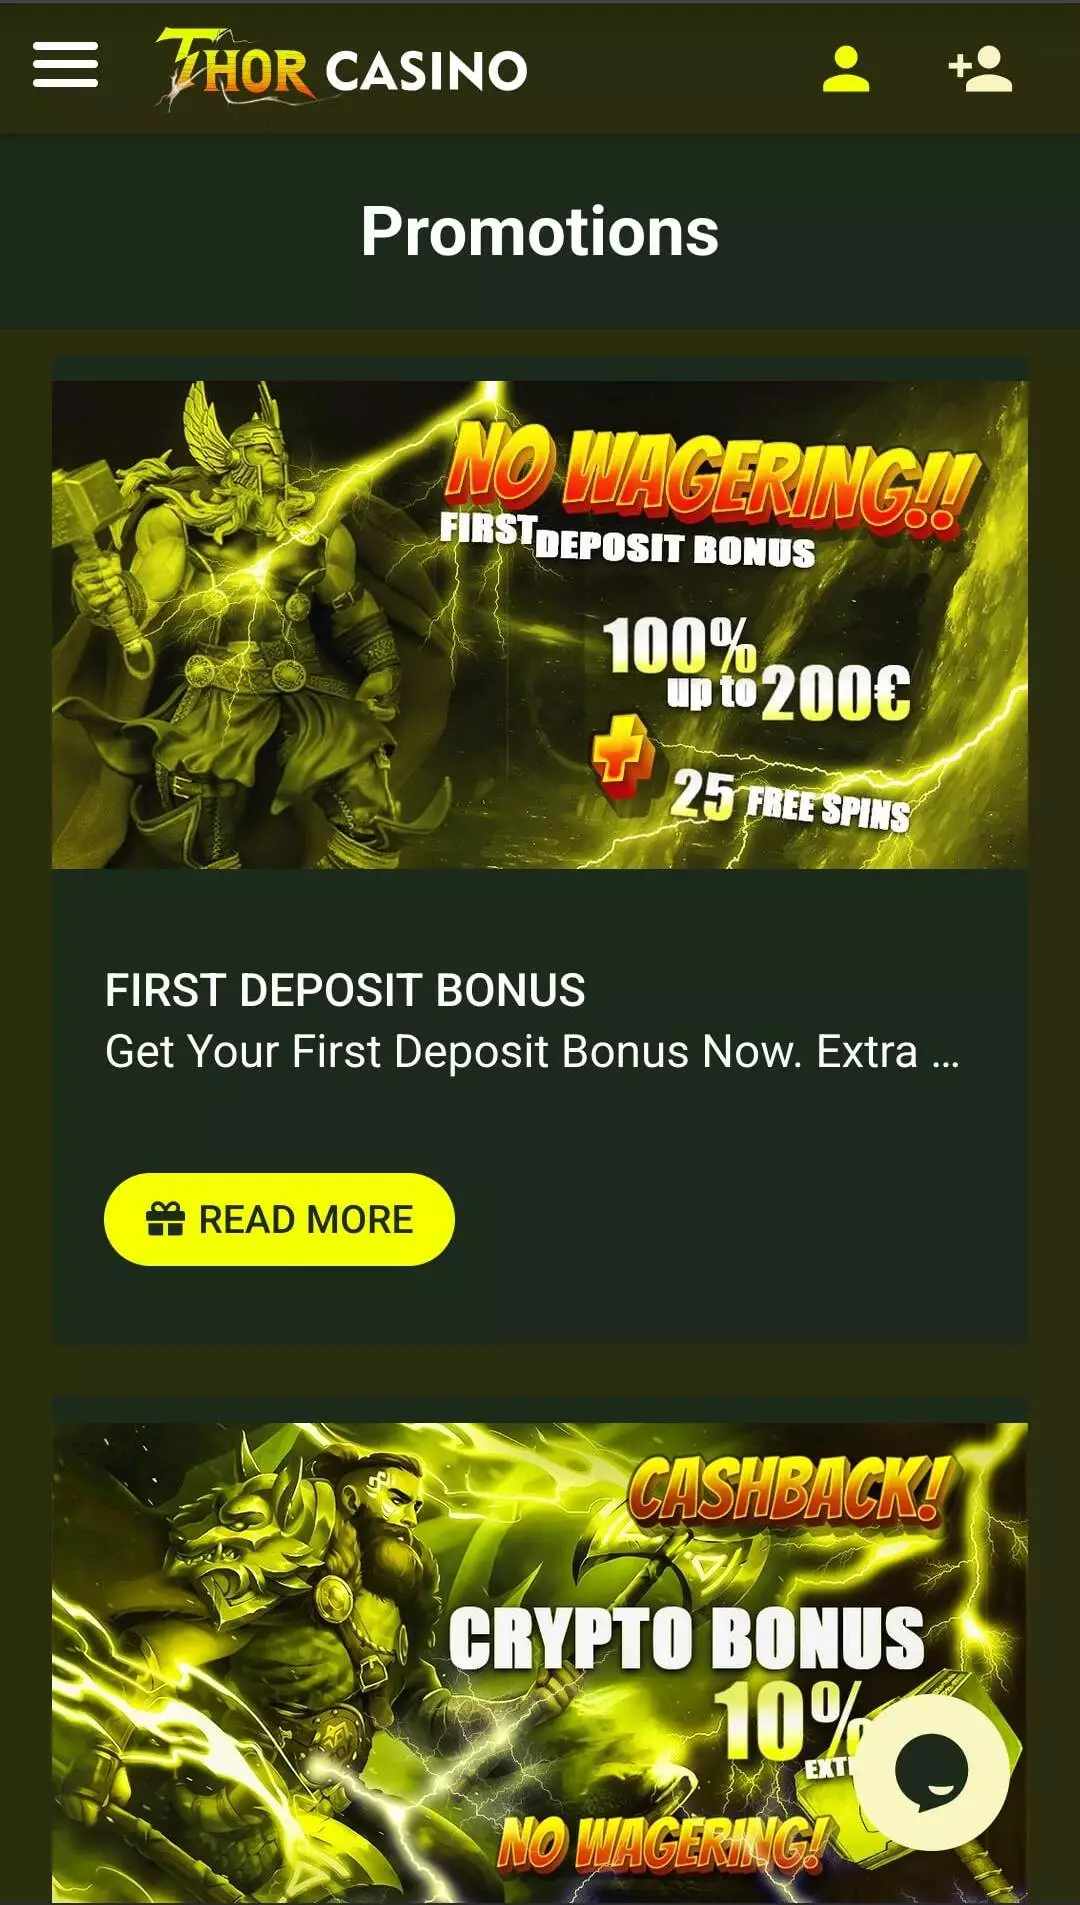 THOR CASINO
Promotions
NO WAGERING!!
FIRST DEPOSIT BONUS
100%
up to 200€
+
25 FREE SPINS
FIRST DEPOSIT BONUS
Get Your First Deposit Bonus Now. Extra ...
READ MORE
CASHBACK!
CRYPTO BONUS
10%
NO WAGERING!